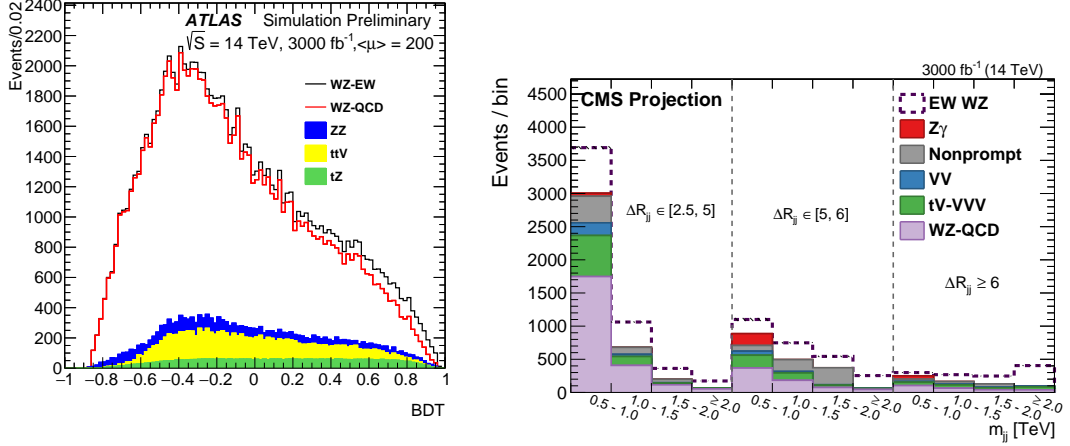 ATLAS Simulation Preliminary
√S = 14 TeV, 3000 fb⁻¹,<μ> = 200
Events/0.02
2400
2200
2000
1800
1600
1400
1200
1000
800
600
400
200
0
WZ-EW
WZ-QCD
ZZ
ttV
tZ
−1 −0.8 −0.6 −0.4 −0.2 0 0.2 0.4 0.6 0.8 1
BDT
3000 fb⁻¹ (14 TeV)
CMS Projection
Events / bin
4500
4000
3500
3000
2500
2000
1500
1000
500
0
EW WZ
Zγ
Nonprompt
VV
tV-VVV
WZ-QCD
ΔR_jj ∈ [2.5, 5]
ΔR_jj ∈ [5, 6]
ΔR_jj ≥ 6
0.5 - 1.0 1.0 - 1.5 1.5 - 2.0 ≥ 2.0 0.5 - 1.0 1.0 - 1.5 1.5 - 2.0 ≥ 2.0 0.5 - 1.0 1.0 - 1.5 1.5 - 2.0 ≥ 2.0
m_jj [TeV]